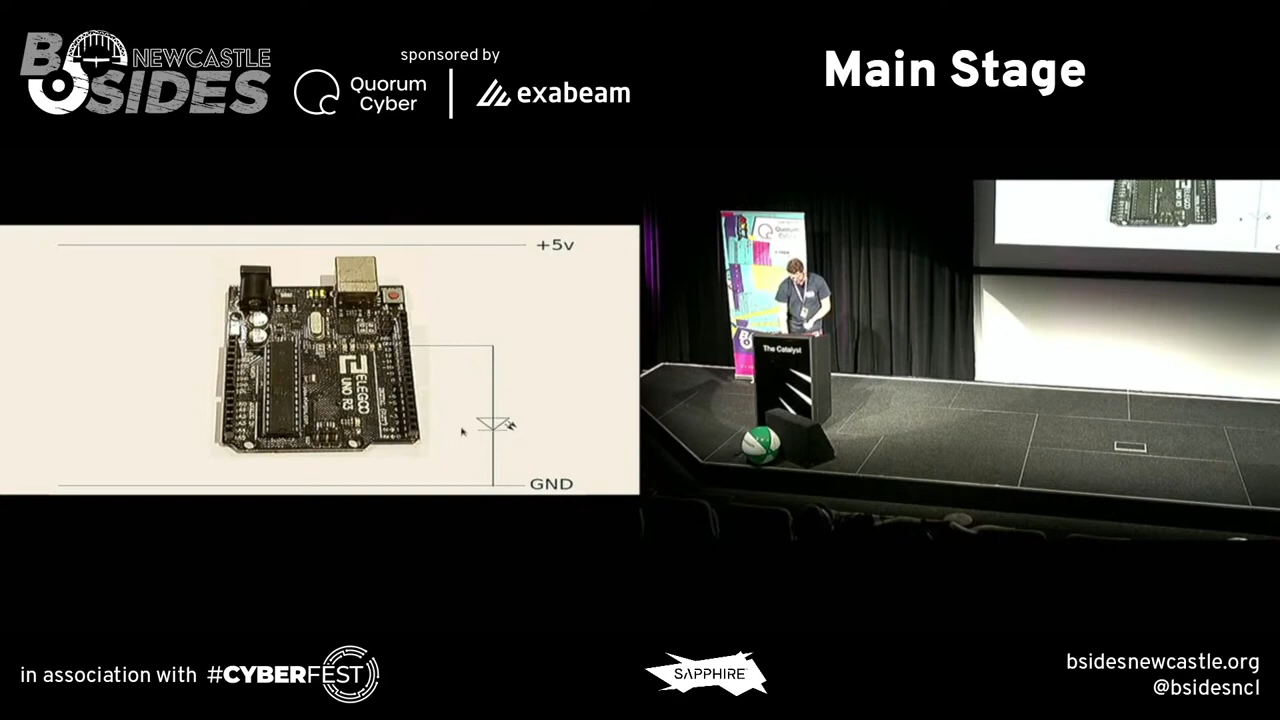 BSIDES NEWCASTLE
sponsored by
Quorum
Cyber
exabeam
Main Stage
+5v
ELEGOO
UNO R3
GND
Quorum
The Catalyst
in association with #CYBERFEST
SAPPHIRE
bsidesnewcastle.org
@bsidesncl